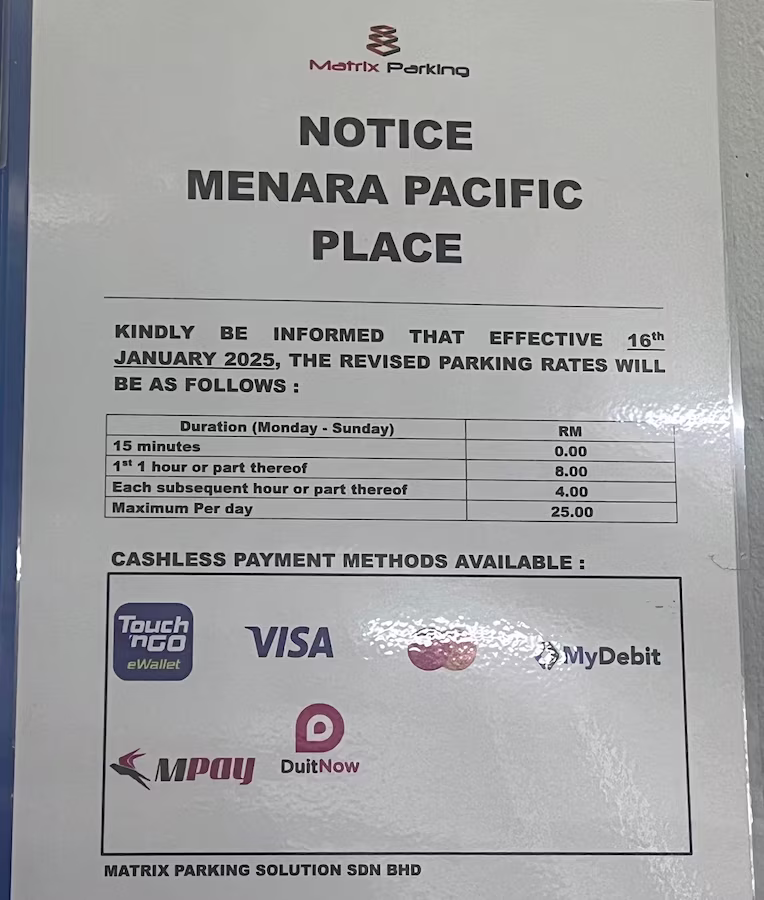 Matrix Parking
NOTICE
MENARA PACIFIC
PLACE
KINDLY BE INFORMED THAT EFFECTIVE 16th
JANUARY 2025, THE REVISED PARKING RATES WILL
BE AS FOLLOWS :
Duration (Monday - Sunday) RM
15 minutes 0.00
1st 1 hour or part thereof 8.00
Each subsequent hour or part thereof 4.00
Maximum Per day 25.00
CASHLESS PAYMENT METHODS AVAILABLE :
Touch
'nGO
eWallet
VISA
MyDebit
MPay
DuitNow
MATRIX PARKING SOLUTION SDN BHD